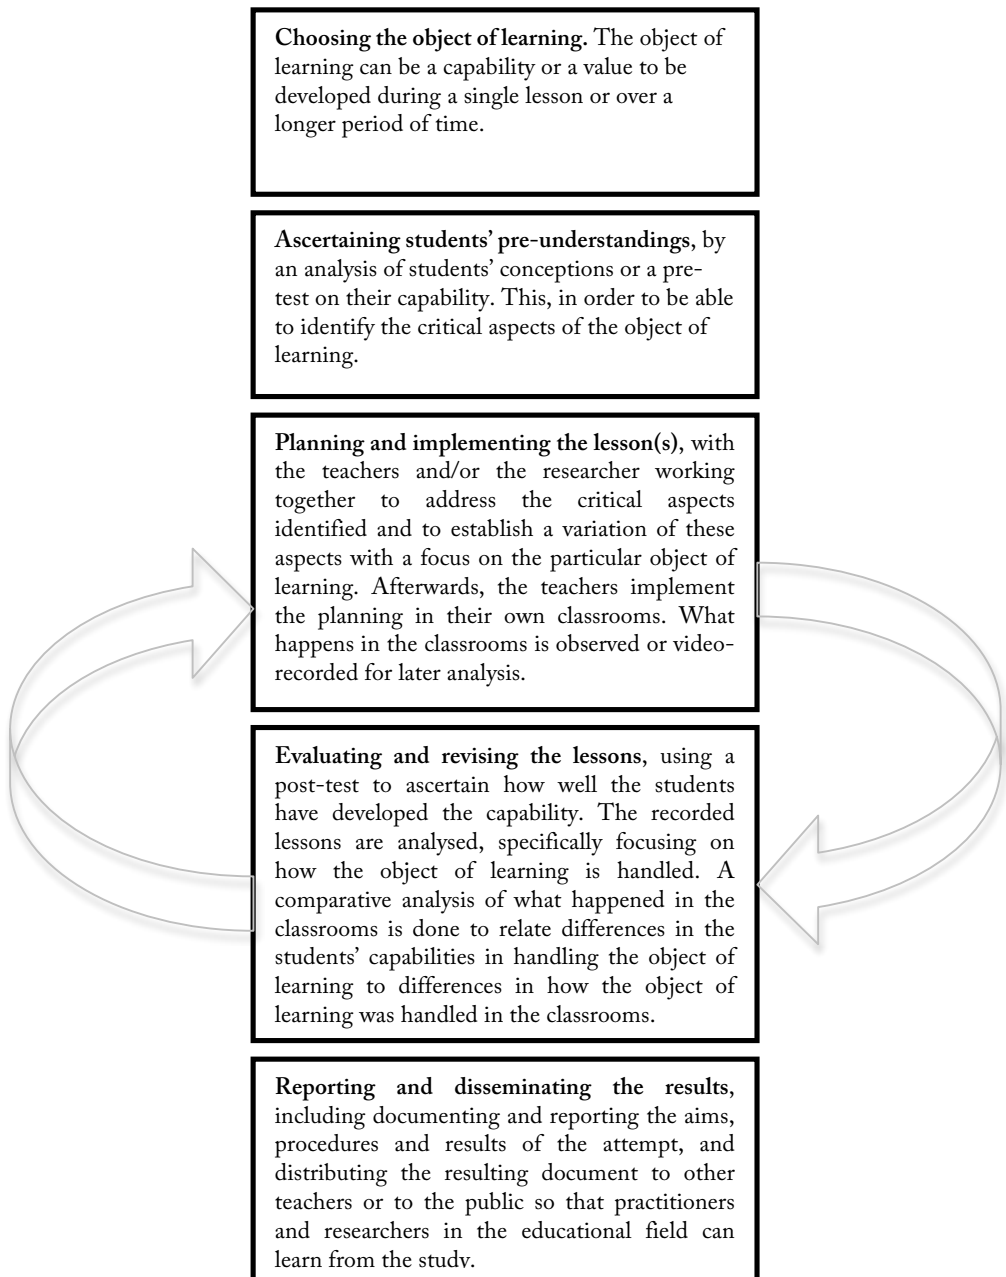 Choosing the object of learning. The object of
learning can be a capability or a value to be
developed during a single lesson or over a
longer period of time.
Ascertaining students’ pre-understandings, by
an analysis of students’ conceptions or a pre-
test on their capability. This, in order to be able
to identify the critical aspects of the object of
learning.
Planning and implementing the lesson(s), with
the teachers and/or the researcher working
together to address the critical aspects
identified and to establish a variation of these
aspects with a focus on the particular object of
learning. Afterwards, the teachers implement
the planning in their own classrooms. What
happens in the classrooms is observed or video-
recorded for later analysis.
Evaluating and revising the lessons, using a
post-test to ascertain how well the students
have developed the capability. The recorded
lessons are analysed, specifically focusing on
how the object of learning is handled. A
comparative analysis of what happened in the
classrooms is done to relate differences in the
students’ capabilities in handling the object of
learning to differences in how the object of
learning was handled in the classrooms.
Reporting and disseminating the results,
including documenting and reporting the aims,
procedures and results of the attempt, and
distributing the resulting document to other
teachers or to the public so that practitioners
and researchers in the educational field can
learn from the study.